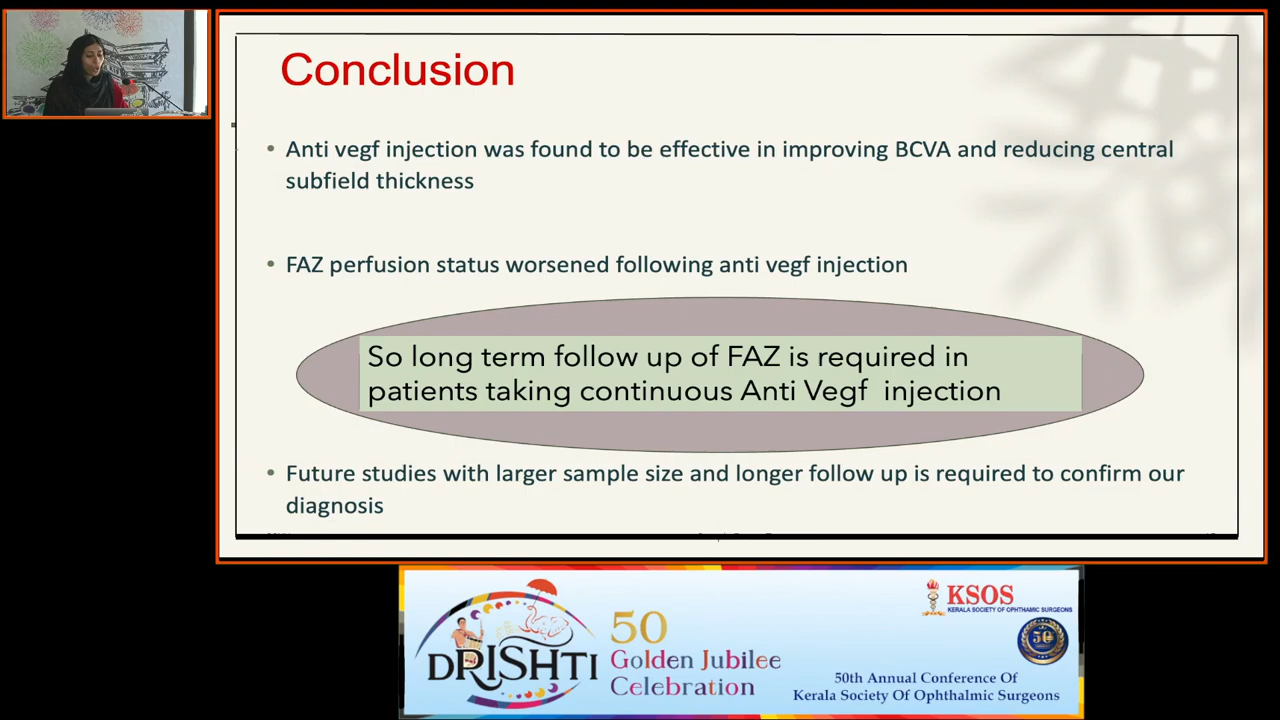 Conclusion
• Anti vegf injection was found to be effective in improving BCVA and reducing central
subfield thickness
• FAZ perfusion status worsened following anti vegf injection
So long term follow up of FAZ is required in
patients taking continuous Anti Vegf injection
• Future studies with larger sample size and longer follow up is required to confirm our
diagnosis
DRISHTI
50
Golden Jubilee
Celebration
KSOS
KERALA SOCIETY OF OPHTHAMIC SURGEONS
50
50th Annual Conference Of
Kerala Society Of Ophthalmic Surgeons